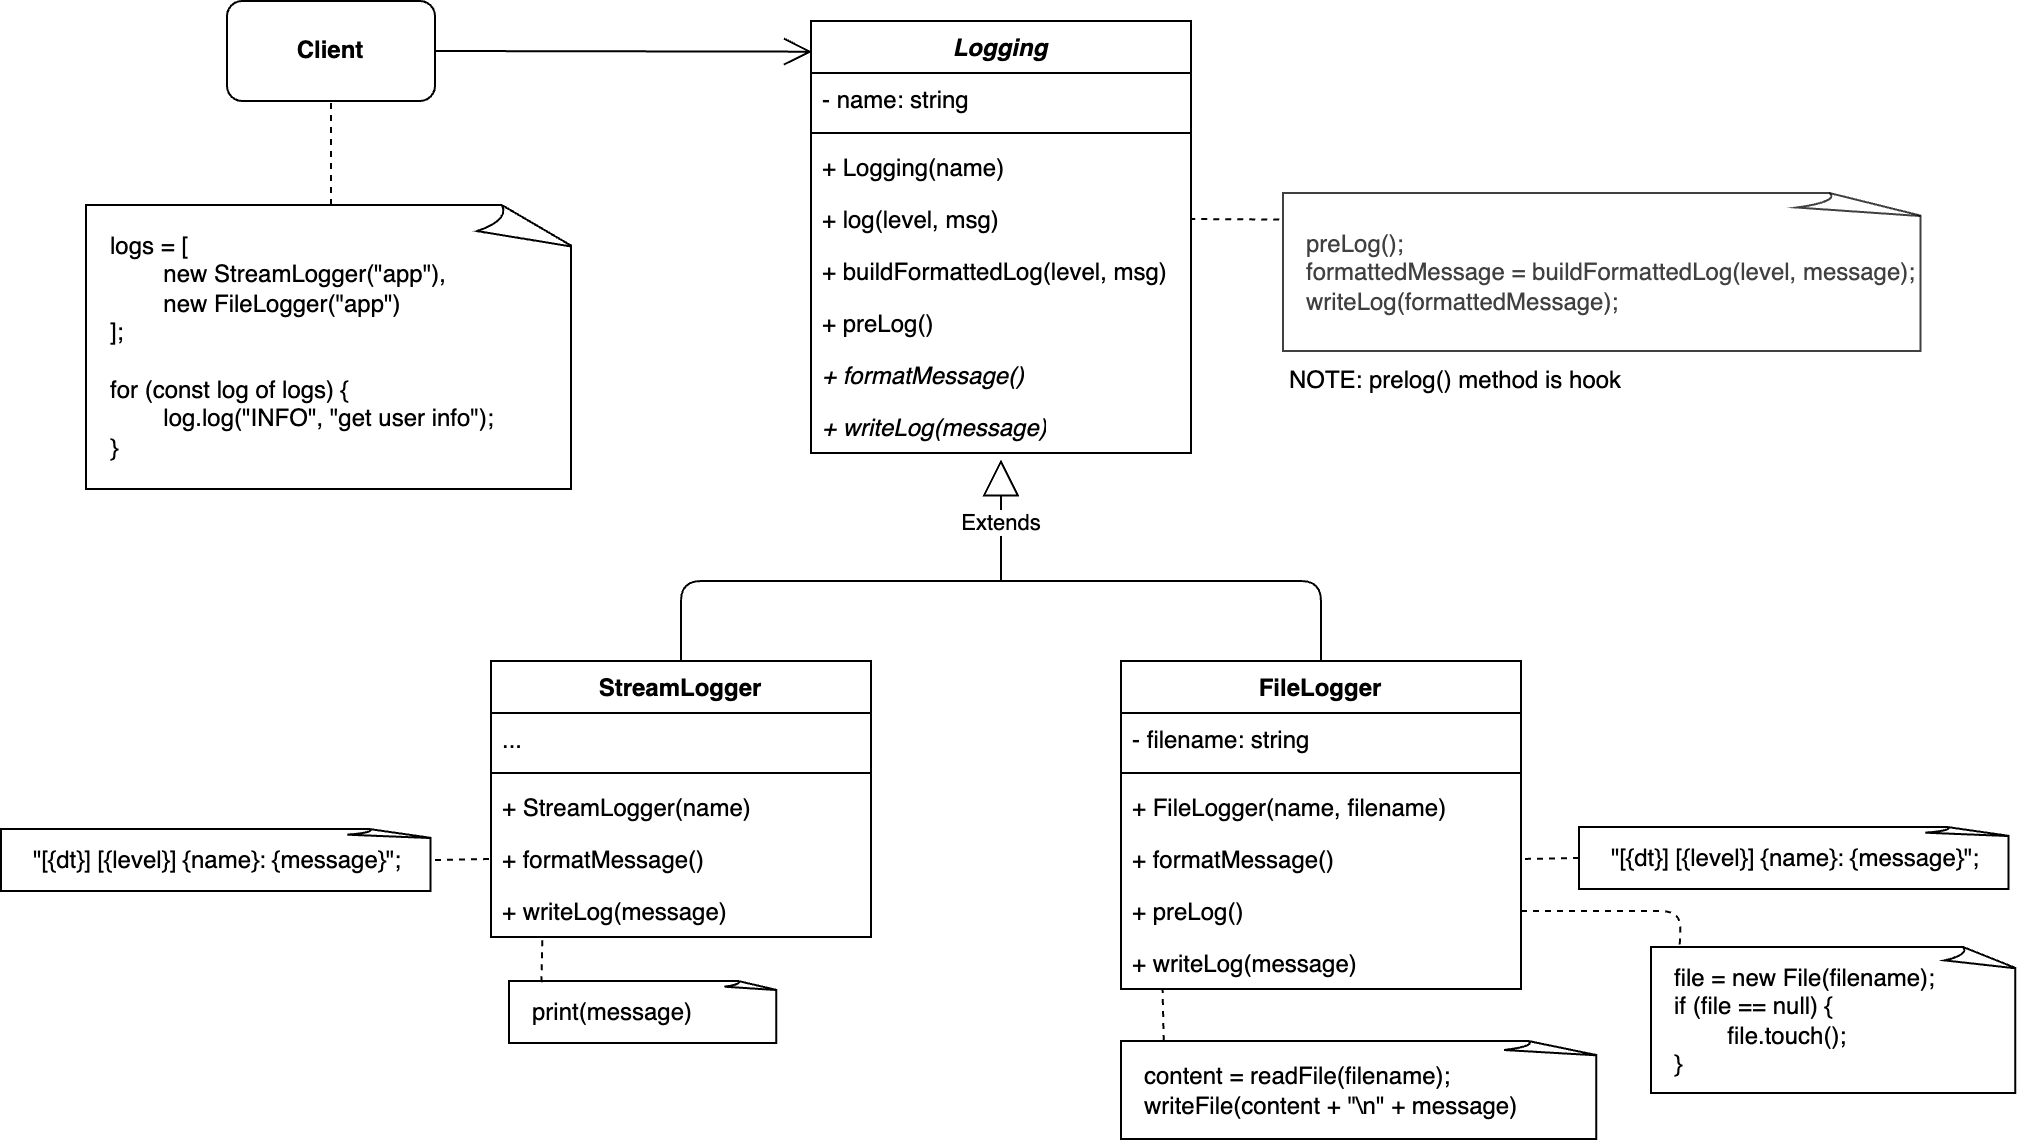 Client
Logging
- name: string
+ Logging(name)
+ log(level, msg)
+ buildFormattedLog(level, msg)
+ preLog()
+ formatMessage()
+ writeLog(message)
logs = [
new StreamLogger("app"),
new FileLogger("app")
];
for (const log of logs) {
log.log("INFO", "get user info");
}
preLog();
formattedMessage = buildFormattedLog(level, message);
writeLog(formattedMessage);
NOTE: prelog() method is hook
Extends
StreamLogger
...
+ StreamLogger(name)
+ formatMessage()
+ writeLog(message)
"[{dt}] [{level}] {name}: {message}";
print(message)
FileLogger
- filename: string
+ FileLogger(name, filename)
+ formatMessage()
+ preLog()
+ writeLog(message)
"[{dt}] [{level}] {name}: {message}";
file = new File(filename);
if (file == null) {
file.touch();
}
content = readFile(filename);
writeFile(content + "\n" + message)